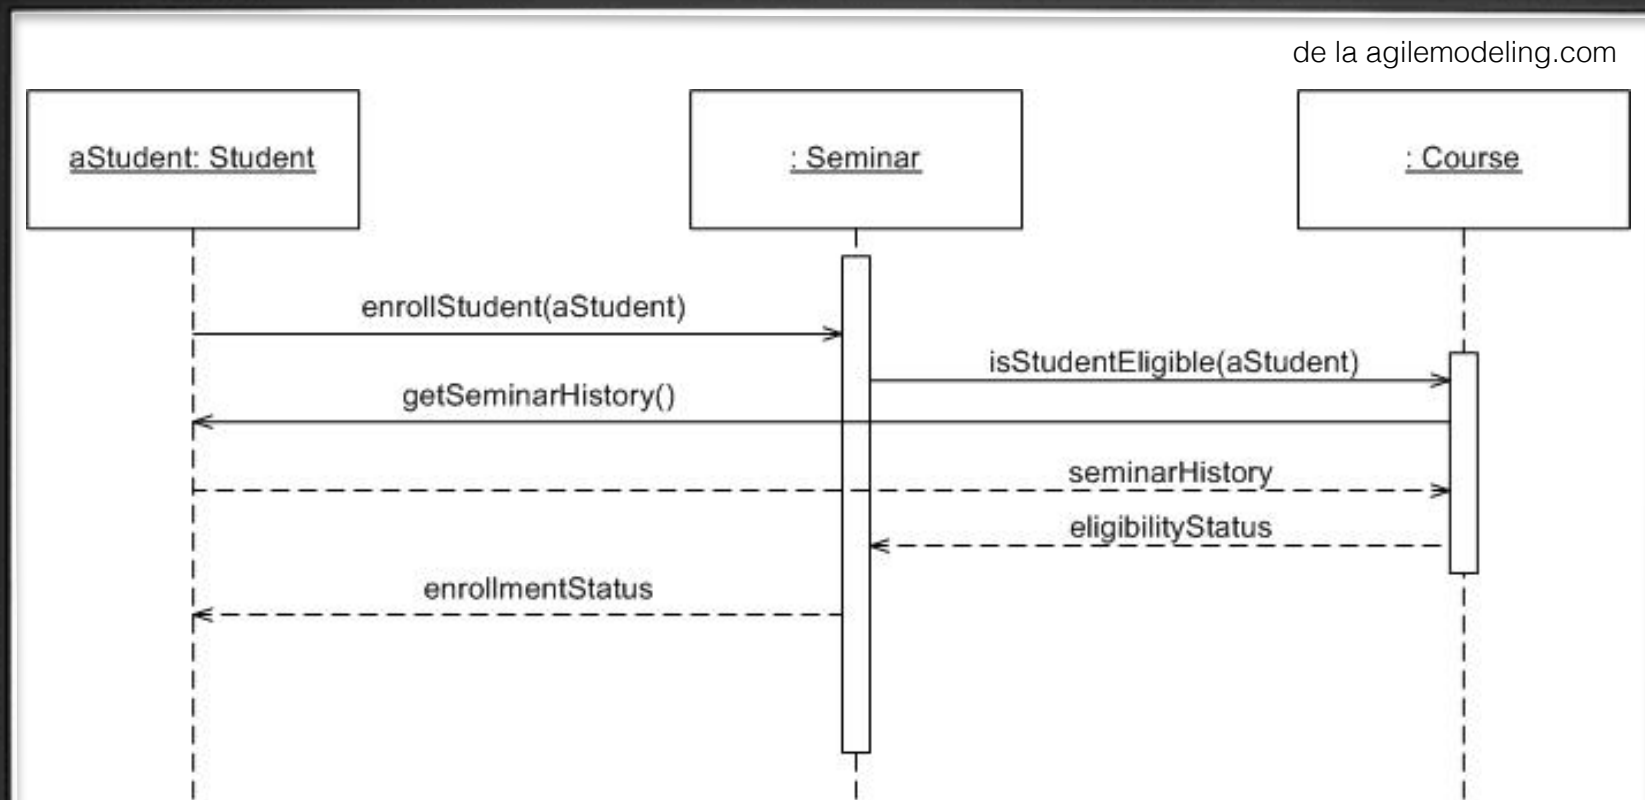 de la agilemodeling.com
aStudent: Student
: Seminar
: Course
enrollStudent(aStudent)
isStudentEligible(aStudent)
getSeminarHistory()
seminarHistory
eligibilityStatus
enrollmentStatus